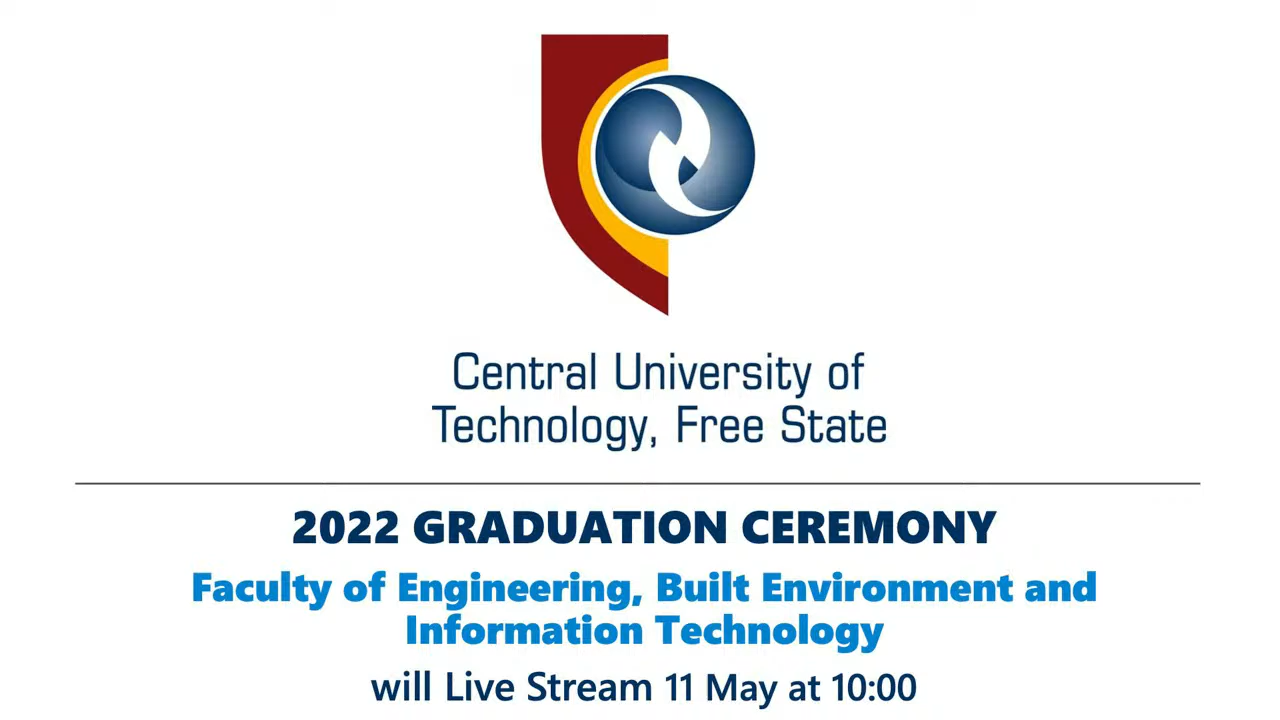 Central University of
Technology, Free State
2022 GRADUATION CEREMONY
Faculty of Engineering, Built Environment and
Information Technology
will Live Stream 11 May at 10:00